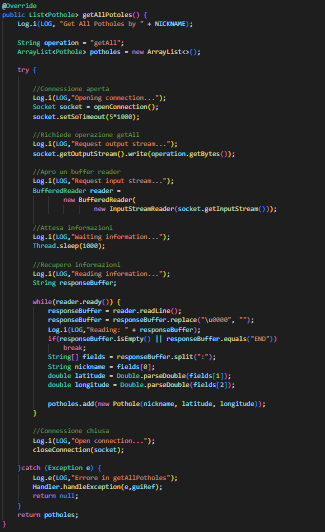 @Override
public List<Pothole> getAllPotoles() {
Log.i(LOG, "Get All Potholes by " + NICKNAME);
String operation = "getAll";
ArrayList<Pothole> potholes = new ArrayList<>();
try {
//Connessione aperta
Log.i(LOG,"Opening connection...");
Socket socket = openConnection();
socket.setSoTimeout(5*1000);
//Richiede operazione getAll
Log.i(LOG,"Request output stream...");
socket.getOutputStream().write(operation.getBytes());
//Apro un buffer reader
Log.i(LOG,"Request input stream...");
BufferedReader reader =
new BufferedReader(
new InputStreamReader(socket.getInputStream()));
//Attesa informazioni
Log.i(LOG,"Waiting information...");
Thread.sleep(1000);
//Recupero informazioni
Log.i(LOG,"Reading information...");
String responseBuffer;
while(reader.ready()) {
responseBuffer = reader.readLine();
responseBuffer = responseBuffer.replace("\u0000", "");
Log.i(LOG,"Reading: " + responseBuffer);
if(responseBuffer.isEmpty() || responseBuffer.equals("END"))
break;
String[] fields = responseBuffer.split(":");
String nickname = fields[0];
double latitude = Double.parseDouble(fields[1]);
double longitude = Double.parseDouble(fields[2]);
potholes.add(new Pothole(nickname, latitude, longitude));
}
//Connessione chiusa
Log.i(LOG,"Open connection...");
closeConnection(socket);
}catch (Exception e) {
Log.e(LOG,"Errore in getAllPotholes");
Handler.handleException(e,guiRef);
return null;
}
return potholes;
}